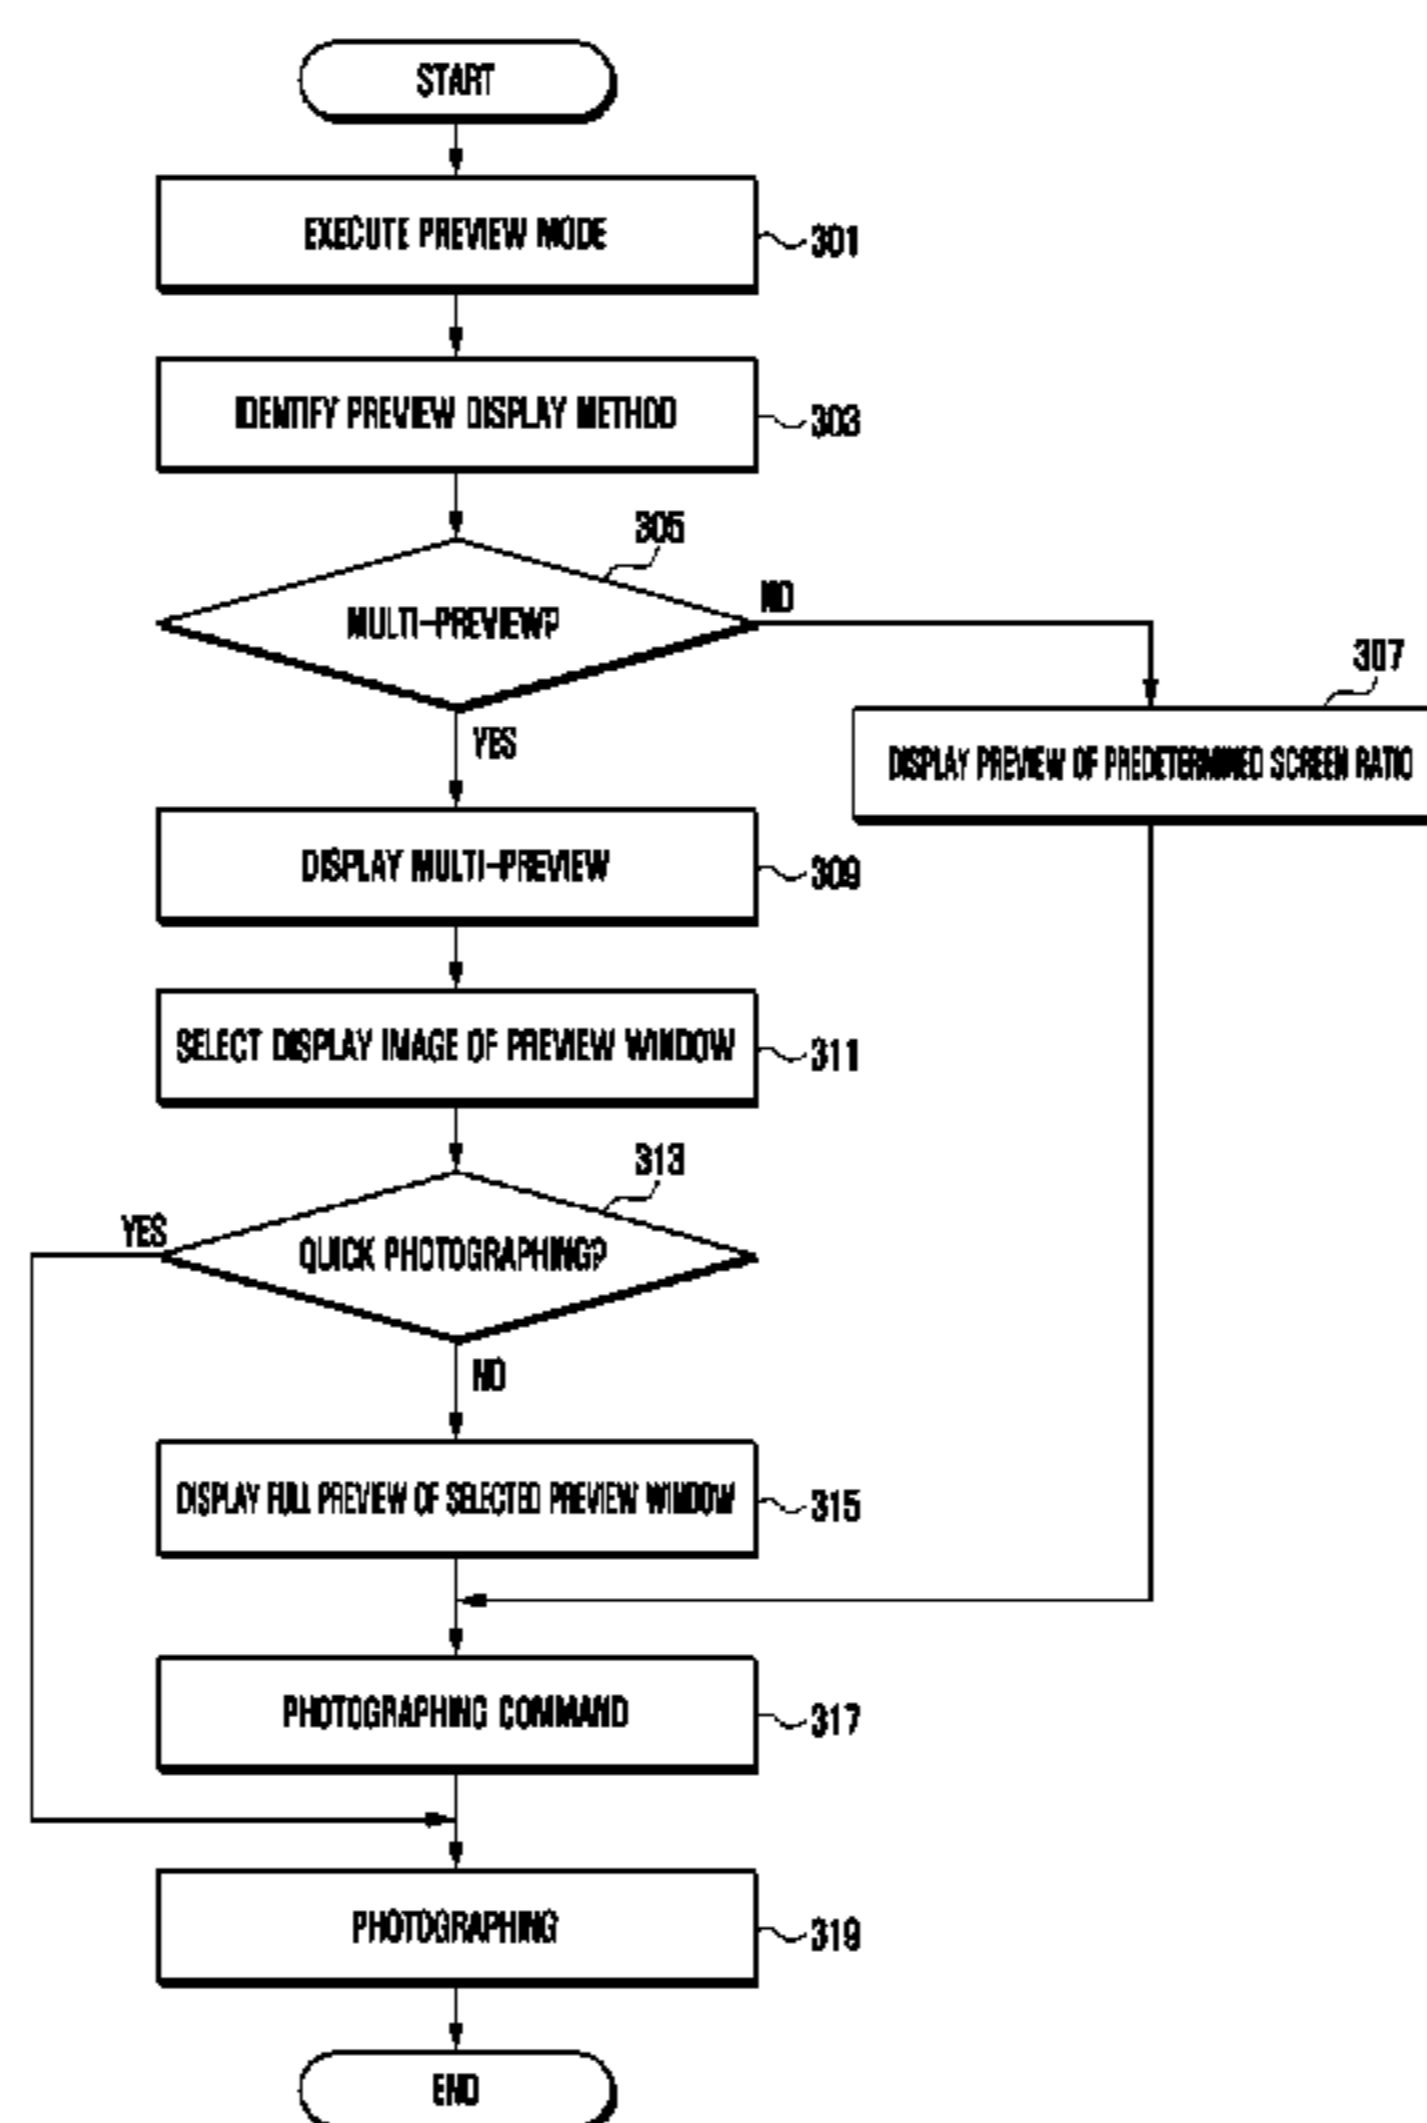 START
EXECUTE PREVIEW MODE
301
IDENTIFY PREVIEW DISPLAY METHOD
303
305
MULTI-PREVIEW?
NO
YES
307
DISPLAY PREVIEW OF PREDETERMINED SCREEN RATIO
DISPLAY MULTI-PREVIEW
309
SELECT DISPLAY IMAGE OF PREVIEW WINDOW
311
313
YES
QUICK PHOTOGRAPHING?
NO
DISPLAY FULL PREVIEW OF SELECTED PREVIEW WINDOW
315
PHOTOGRAPHING COMMAND
317
PHOTOGRAPHING
319
END